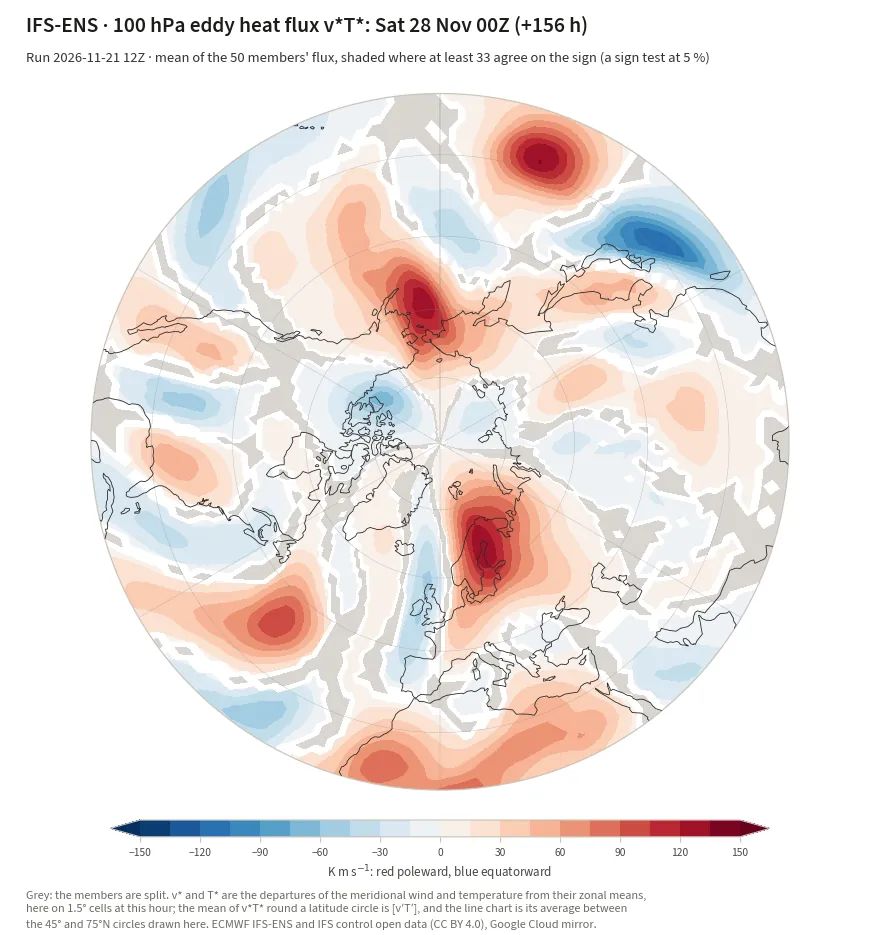 IFS-ENS · 100 hPa eddy heat flux v*T*: Sat 28 Nov 00Z (+156 h)
Run 2026-11-21 12Z · mean of the 50 members' flux, shaded where at least 33 agree on the sign (a sign test at 5 %)
−150 −120 −90 −60 −30 0 30 60 90 120 150
K m s⁻¹: red poleward, blue equatorward
Grey: the members are split. v* and T* are the departures of the meridional wind and temperature from their zonal means,
here on 1.5° cells at this hour; the mean of v*T* round a latitude circle is [v′T′], and the line chart is its average between
the 45° and 75°N circles drawn here. ECMWF IFS-ENS and IFS control open data (CC BY 4.0), Google Cloud mirror.